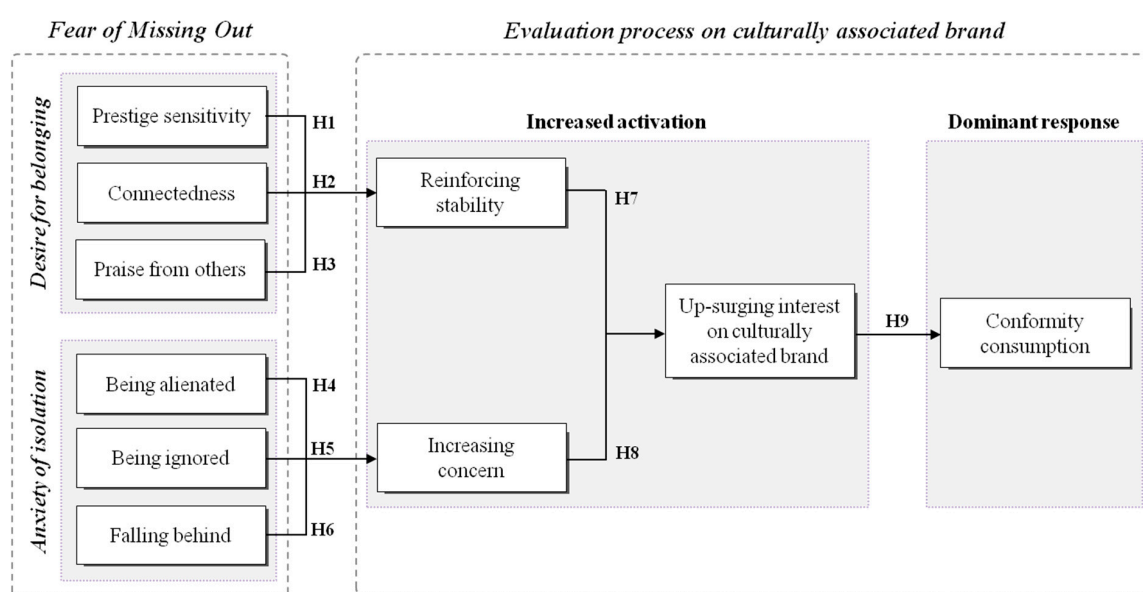 Fear of Missing Out
Evaluation process on culturally associated brand
Desire for belonging
Prestige sensitivity
Connectedness
Praise from others
H1
H2
H3
Anxiety of isolation
Being alienated
Being ignored
Falling behind
H4
H5
H6
Increased activation
Reinforcing
stability
Increasing
concern
H7
H8
Up-surging interest
on culturally
associated brand
H9
Dominant response
Conformity
consumption